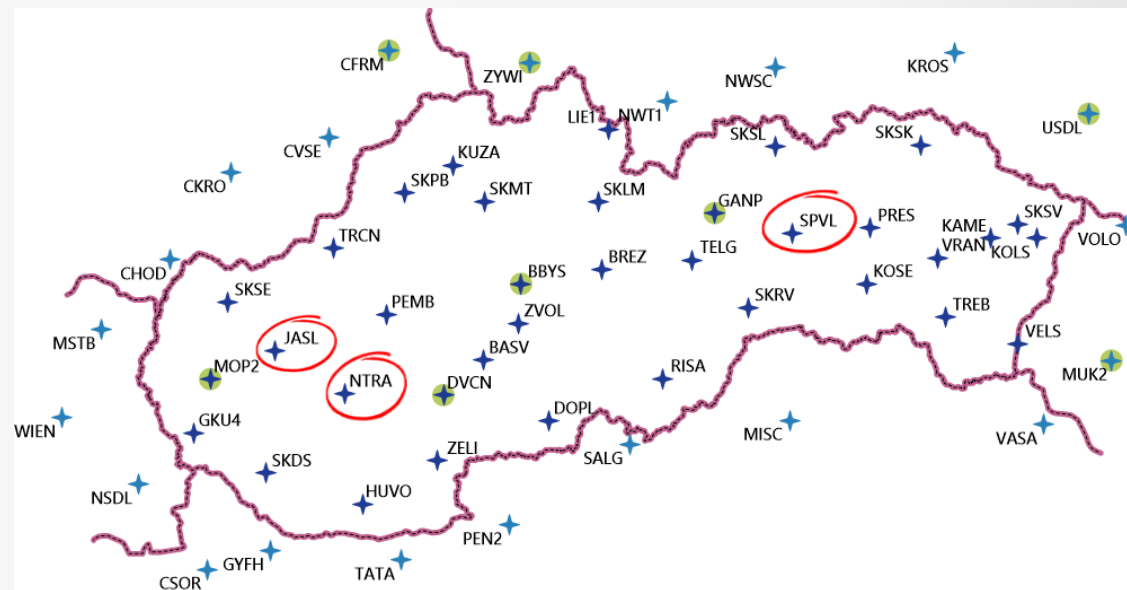 CFRM
ZYWI
NWSC
KROS
LIE1
NWT1
USDL
CVSE
SKSL
SKSK
CKRO
KUZA
SKPB
SKMT
SKLM
GANP
SPVL
PRES
KAME
SKSV
TRCN
VRAN
KOLS
VOLO
CHOD
BREZ
TELG
BBYS
KOSE
SKSE
PEMB
ZVOL
SKRV
TREB
MSTB
JASL
BASV
VELS
MOP2
NTRA
DVCN
RISA
MUK2
WIEN
GKU4
DOPL
MISC
VASA
SKDS
ZELI
SALG
NSDL
HUVO
PEN2
GYFH
CSOR
TATA